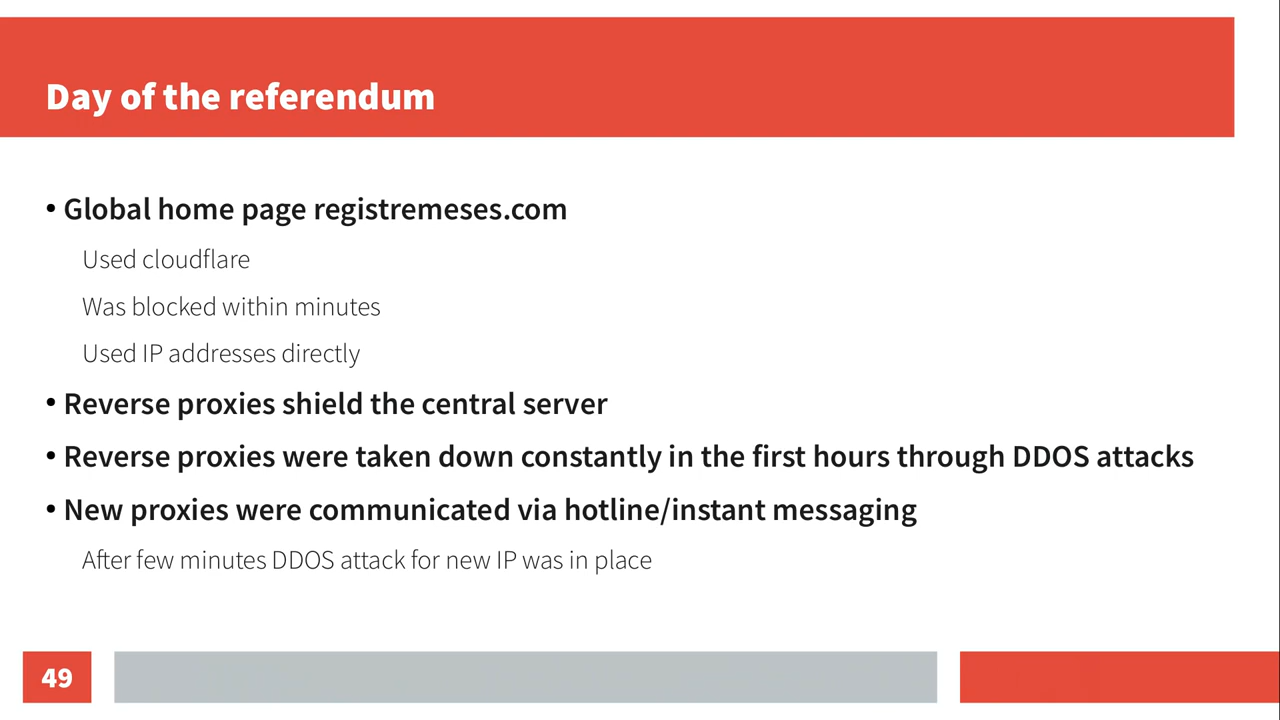 Day of the referendum
• Global home page registremeses.com
Used cloudflare
Was blocked within minutes
Used IP addresses directly
• Reverse proxies shield the central server
• Reverse proxies were taken down constantly in the first hours through DDOS attacks
• New proxies were communicated via hotline/instant messaging
After few minutes DDOS attack for new IP was in place
49